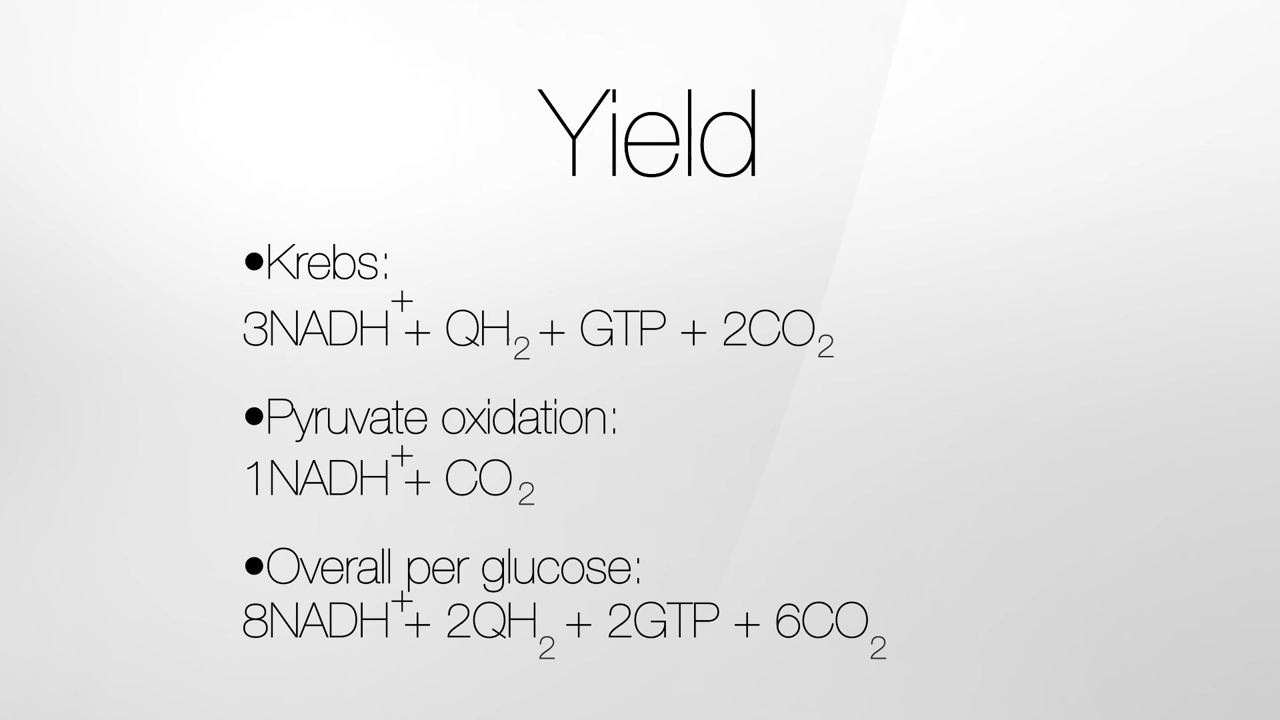 Yield
•Krebs:
3NADH⁺+ QH₂ + GTP + 2CO₂
•Pyruvate oxidation:
1NADH⁺+ CO₂
•Overall per glucose:
8NADH⁺+ 2QH₂ + 2GTP + 6CO₂